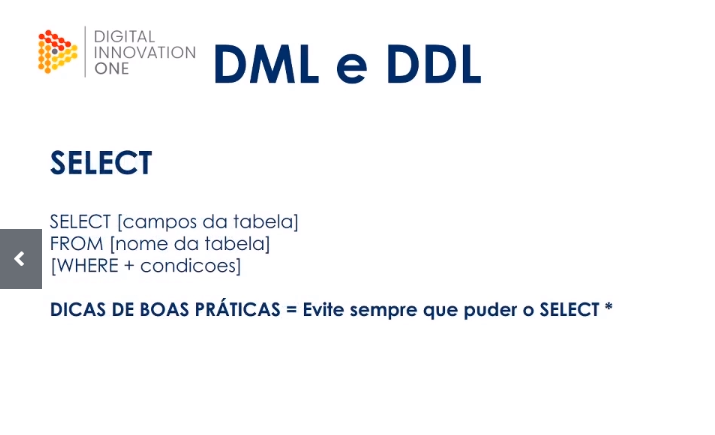 DIGITAL
INNOVATION
ONE
DML e DDL
SELECT
SELECT [campos da tabela]
FROM [nome da tabela]
[WHERE + condicoes]
DICAS DE BOAS PRÁTICAS = Evite sempre que puder o SELECT *